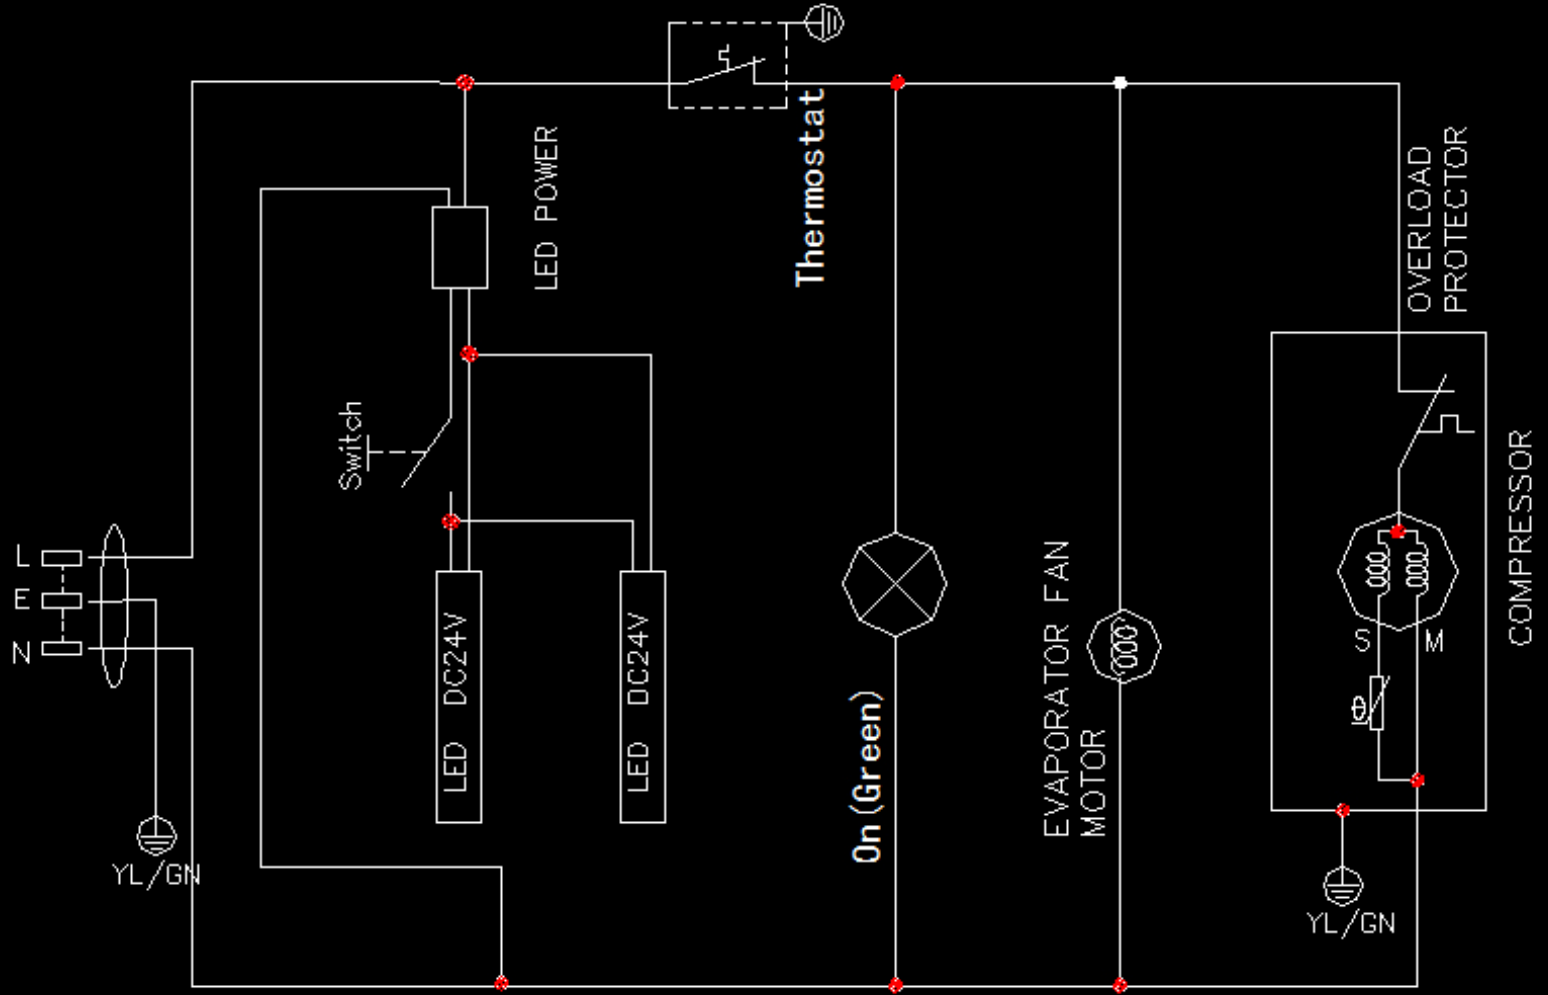 L
E
N
YL/GN
Switch
LED POWER
LED DC24V
LED DC24V
Thermostat
On(Green)
EVAPORATOR FAN
MOTOR
OVERLOAD
PROTECTOR
COMPRESSOR
S
M
θ
YL/GN